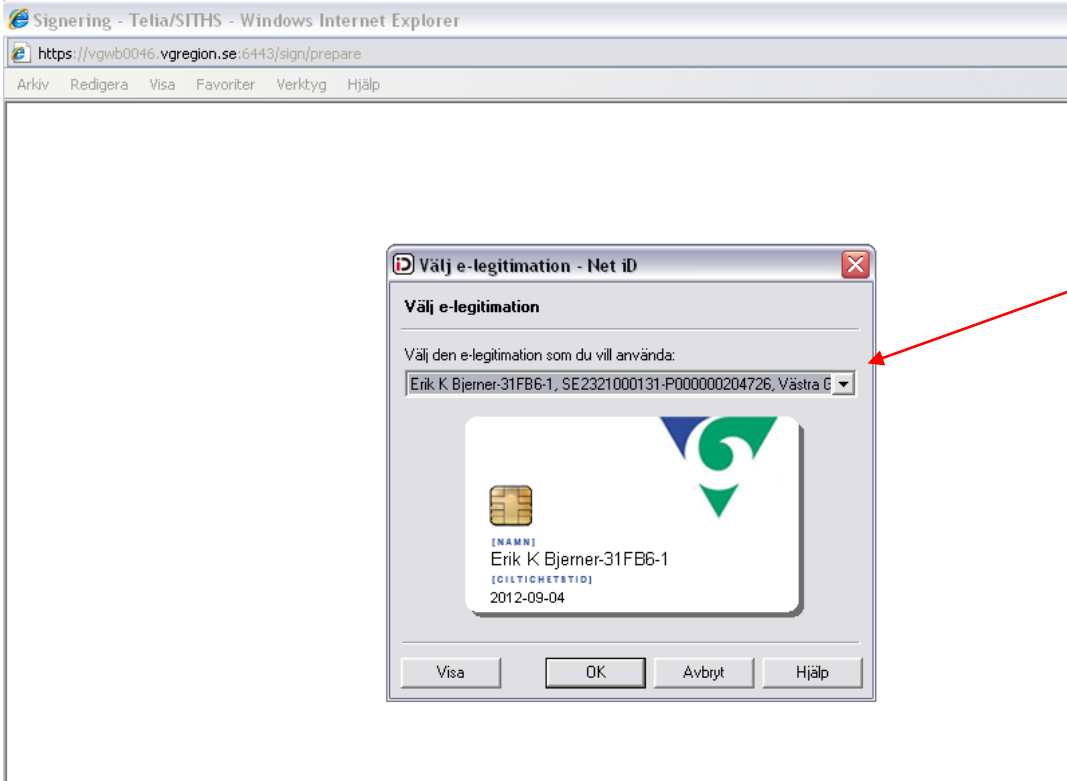 Signering - Telia/SITHS - Windows Internet Explorer
https://vgwb0046.vgregion.se:6443/sign/prepare
Arkiv Redigera Visa Favoriter Verktyg Hjälp
Välj e-legitimation - Net iD
Välj e-legitimation
Välj den e-legitimation som du vill använda:
Erik K Bjerner-31FB6-1, SE2321000131-P000000204726, Västra G
[NAMN]
Erik K Bjerner-31FB6-1
[CILTICHETSTID]
2012-09-04
Visa OK Avbryt Hjälp